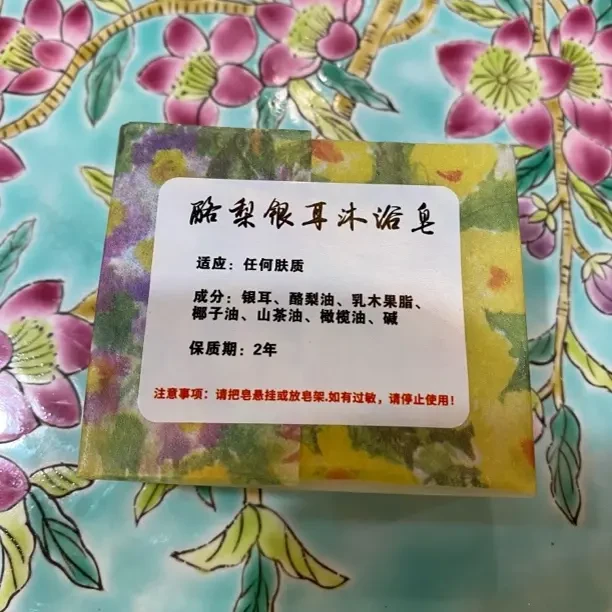 酪梨银耳沐浴皂
适应：任何肤质
成分：银耳、酪梨油、乳木果脂、
椰子油、山茶油、橄榄油、碱
保质期：2年
注意事项：请把皂悬挂或放皂架.如有过敏，请停止使用！